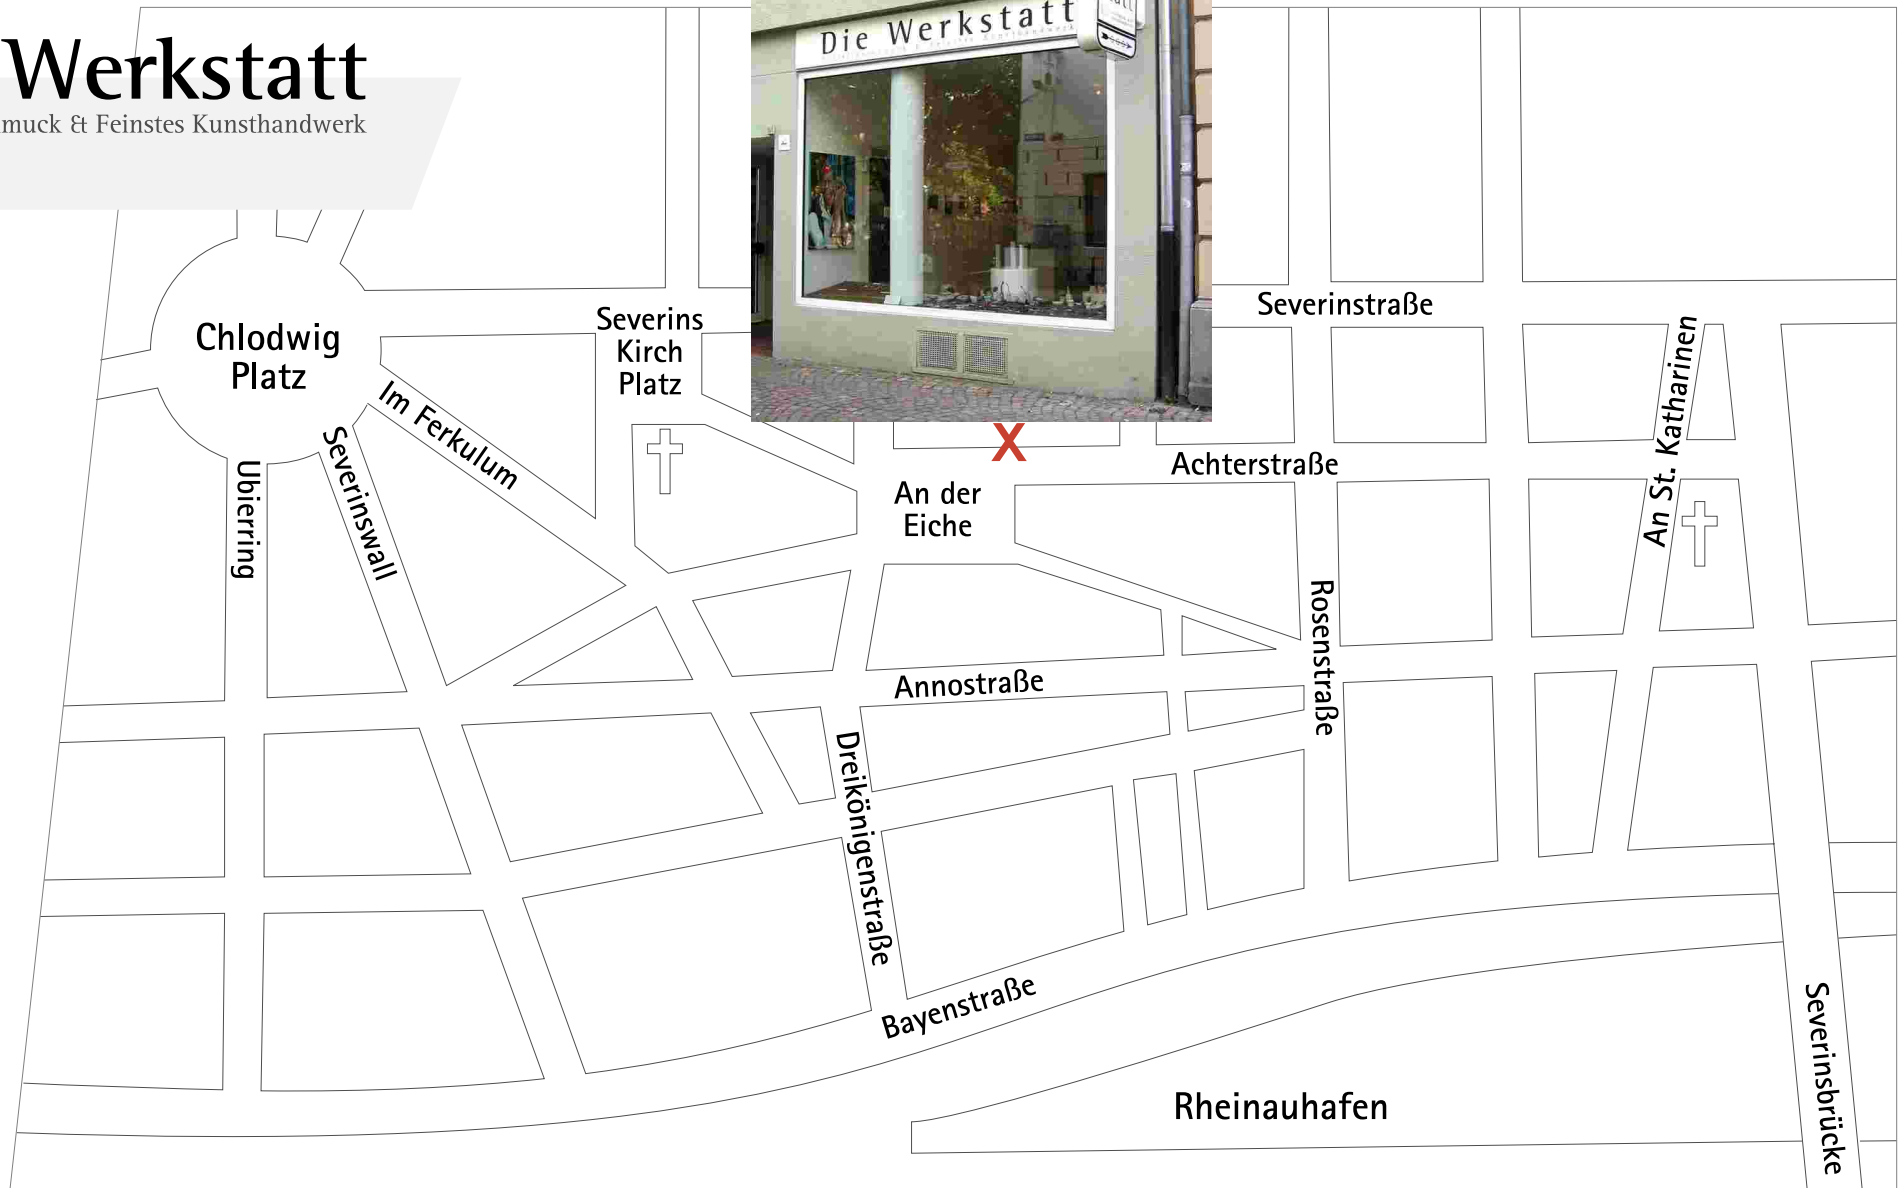 Werkstatt
muck & Feinstes Kunsthandwerk
Die Werkstatt
Severinstraße
Severins
Kirch
Platz
Chlodwig
Platz
Im Ferkulum
An St. Katharinen
X
Achterstraße
An der
Eiche
Ubierring
Severinswall
Rosenstraße
Annostraße
Dreikönigenstraße
Bayenstraße
Rheinauhafen
Severinsbrücke